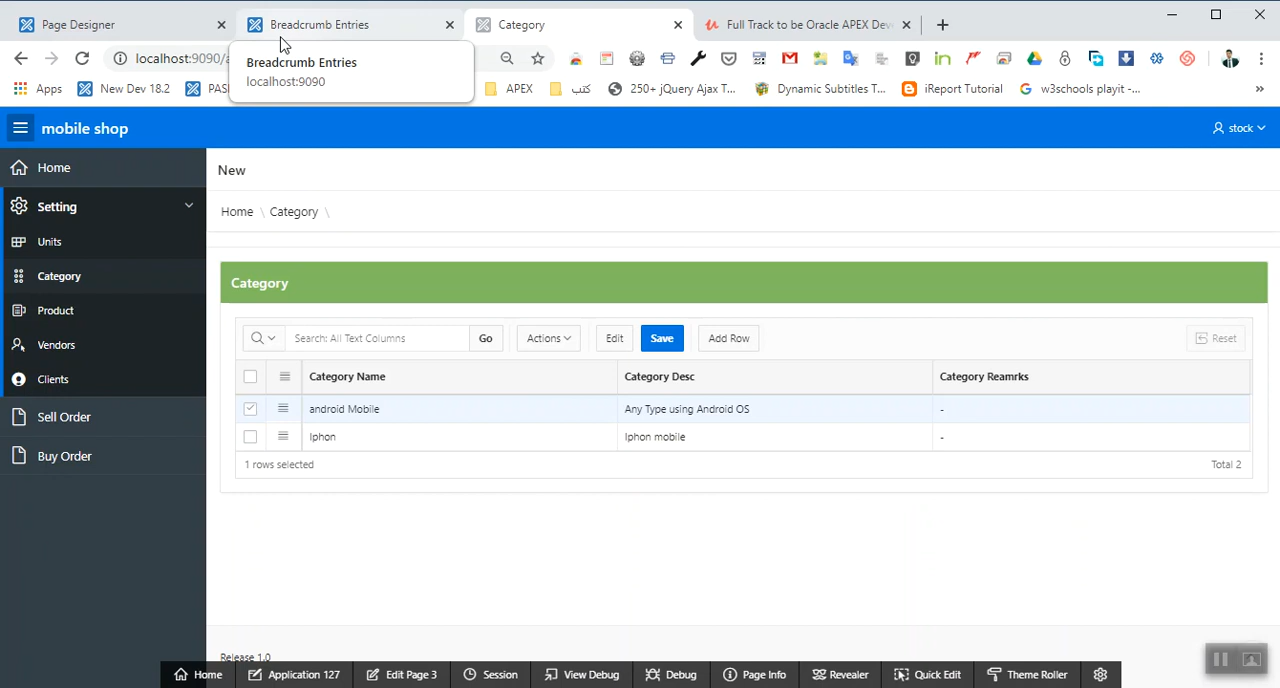 Page Designer
Breadcrumb Entries
Category
Full Track to be Oracle APEX Dev
localhost:9090/a
Breadcrumb Entries
localhost:9090
Apps
New Dev 18.2
APEX
كتب
250+ jQuery Ajax T...
Dynamic Subtitles T...
iReport Tutorial
w3schools playit -...
»
mobile shop
stock
Home
Setting
Units
Category
Product
Vendors
Clients
Sell Order
Buy Order
New
Home \ Category \
Category
Search: All Text Columns
Go
Actions
Edit
Save
Add Row
Reset
Category Name Category Desc Category Reamrks
android Mobile Any Type using Android OS -
Iphon Iphon mobile -
1 rows selected Total 2
Release 1.0
Home
Application 127
Edit Page 3
Session
View Debug
Debug
Page Info
Revealer
Quick Edit
Theme Roller